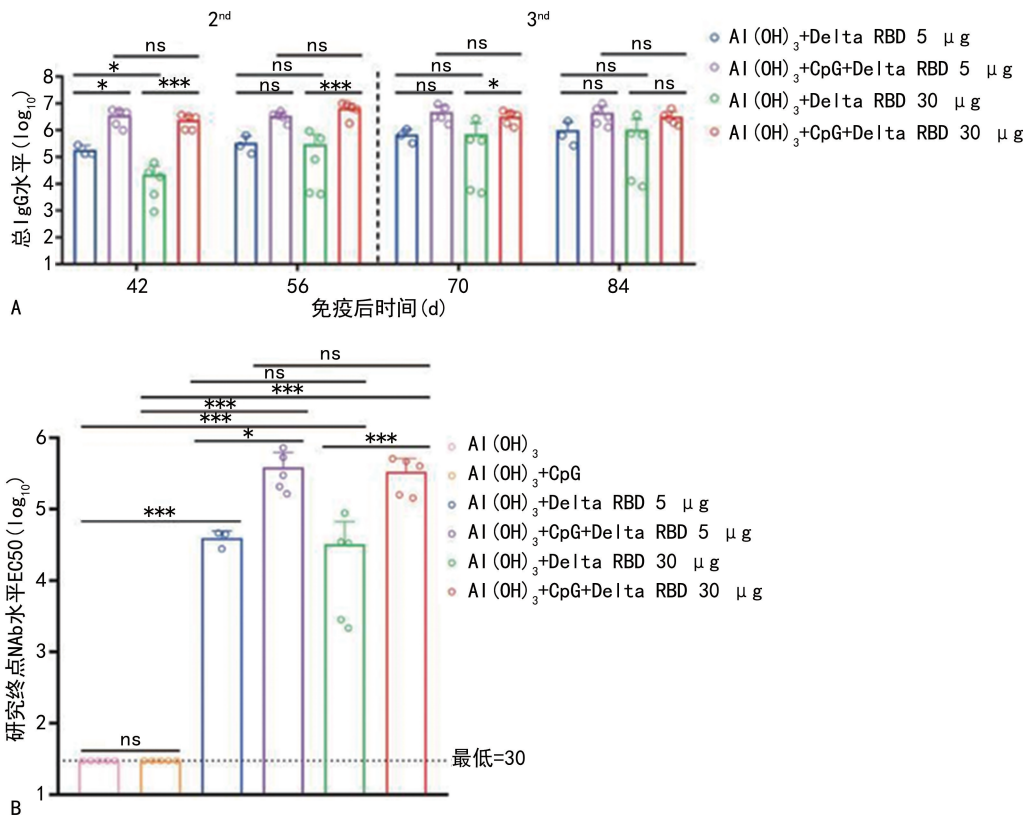 2nd 3rd
ns ns ns ns
* ns ns ns
* *** ns *** ns * ns ns
总IgG水平(log10)
8
7
6
5
4
3
2
1
42 56 70 84
免疫后时间(d)
A
Al(OH)3+Delta RBD 5 μg
Al(OH)3+CpG+Delta RBD 5 μg
Al(OH)3+Delta RBD 30 μg
Al(OH)3+CpG+Delta RBD 30 μg
ns
ns
***
***
***
* ***
***
ns
研究终点NAb水平EC50(log10)
6
5
4
3
2
1
最低=30
B
Al(OH)3
Al(OH)3+CpG
Al(OH)3+Delta RBD 5 μg
Al(OH)3+CpG+Delta RBD 5 μg
Al(OH)3+Delta RBD 30 μg
Al(OH)3+CpG+Delta RBD 30 μg